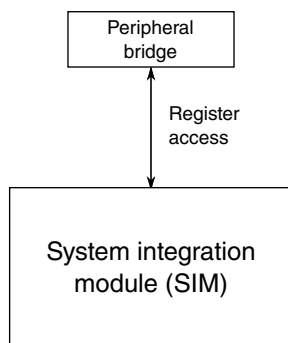 Peripheral
bridge
Register
access
System integration
module (SIM)